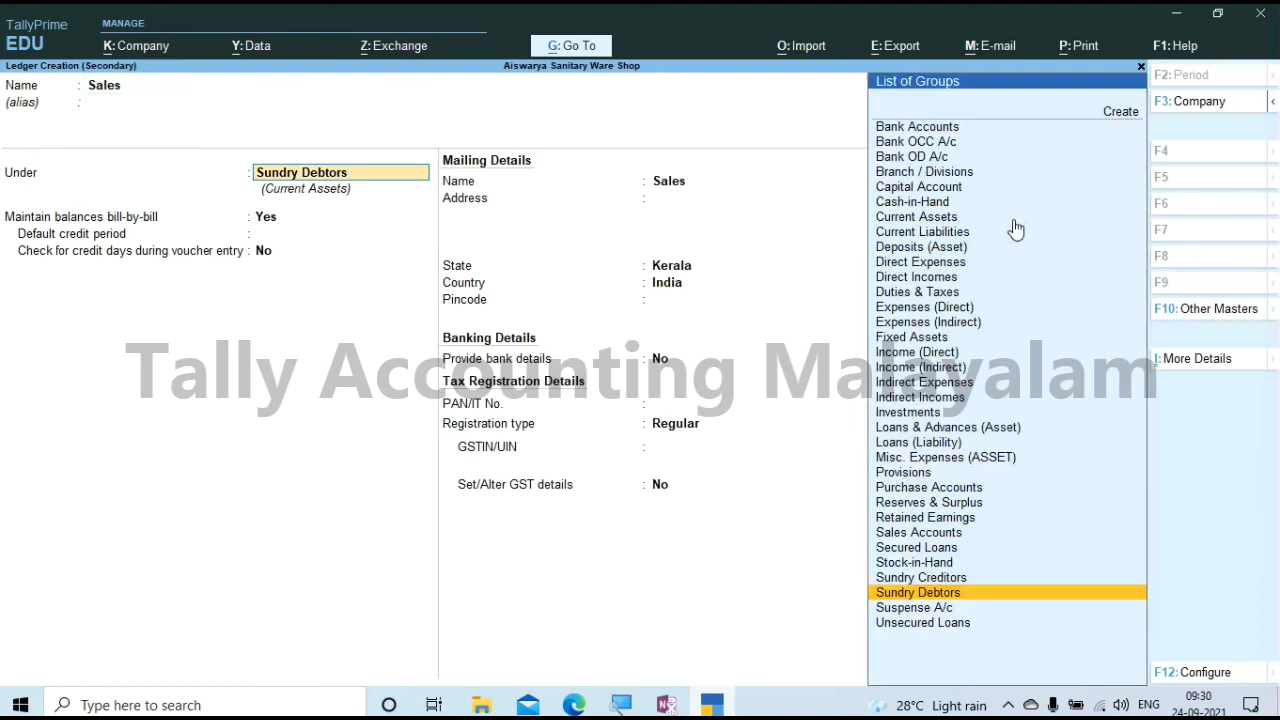 TallyPrime
EDU
MANAGE
K: Company
Y: Data
Z: Exchange
G: Go To
O: Import
E: Export
M: E-mail
P: Print
F1: Help
Ledger Creation (Secondary)
Aiswarya Sanitary Ware Shop
Name : Sales
(alias) :
Under : Sundry Debtors
(Current Assets)
Maintain balances bill-by-bill : Yes
Default credit period :
Check for credit days during voucher entry : No
Mailing Details
Name : Sales
Address :
State : Kerala
Country : India
Pincode :
Banking Details
Provide bank details : No
Tax Registration Details
PAN/IT No. :
Registration type : Regular
GSTIN/UIN :
Set/Alter GST details : No
List of Groups
Create
Bank Accounts
Bank OCC A/c
Bank OD A/c
Branch / Divisions
Capital Account
Cash-in-Hand
Current Assets
Current Liabilities
Deposits (Asset)
Direct Expenses
Direct Incomes
Duties & Taxes
Expenses (Direct)
Expenses (Indirect)
Fixed Assets
Income (Direct)
Income (Indirect)
Indirect Expenses
Indirect Incomes
Investments
Loans & Advances (Asset)
Loans (Liability)
Misc. Expenses (ASSET)
Provisions
Purchase Accounts
Reserves & Surplus
Retained Earnings
Sales Accounts
Secured Loans
Stock-in-Hand
Sundry Creditors
Sundry Debtors
Suspense A/c
Unsecured Loans
F2: Period
F3: Company
F4
F5
F6
F7
F8
F9
F10: Other Masters
I: More Details
F12: Configure
Tally Accounting Malayalam
Type here to search
28°C Light rain
ENG
09:30
24-09-2021